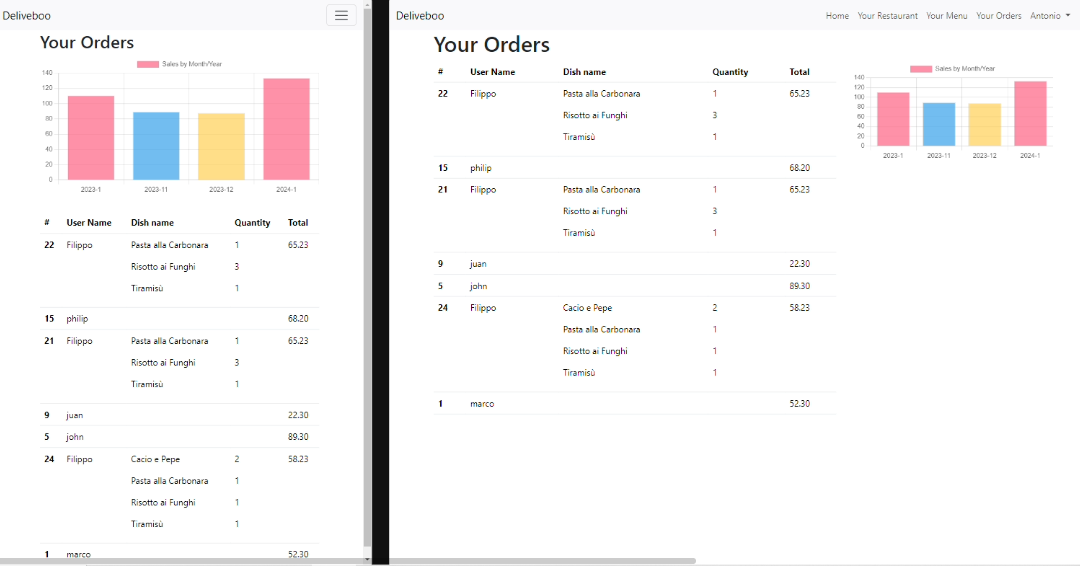 Deliveboo
Your Orders
Sales by Month/Year
140
120
100
80
60
40
20
0
2023-1 2023-11 2023-12 2024-1
# User Name Dish name Quantity Total
22 Filippo Pasta alla Carbonara 1 65.23
Risotto ai Funghi 3
Tiramisù 1
15 philip 68.20
21 Filippo Pasta alla Carbonara 1 65.23
Risotto ai Funghi 3
Tiramisù 1
9 juan 22.30
5 john 89.30
24 Filippo Cacio e Pepe 2 58.23
Pasta alla Carbonara 1
Risotto ai Funghi 1
Tiramisù 1
1 marco 52.30
Deliveboo Home Your Restaurant Your Menu Your Orders Antonio
Your Orders
# User Name Dish name Quantity Total
22 Filippo Pasta alla Carbonara 1 65.23
Risotto ai Funghi 3
Tiramisù 1
15 philip 68.20
21 Filippo Pasta alla Carbonara 1 65.23
Risotto ai Funghi 3
Tiramisù 1
9 juan 22.30
5 john 89.30
24 Filippo Cacio e Pepe 2 58.23
Pasta alla Carbonara 1
Risotto ai Funghi 1
Tiramisù 1
1 marco 52.30
Sales by Month/Year
140
120
100
80
60
40
20
0
2023-1 2023-11 2023-12 2024-1